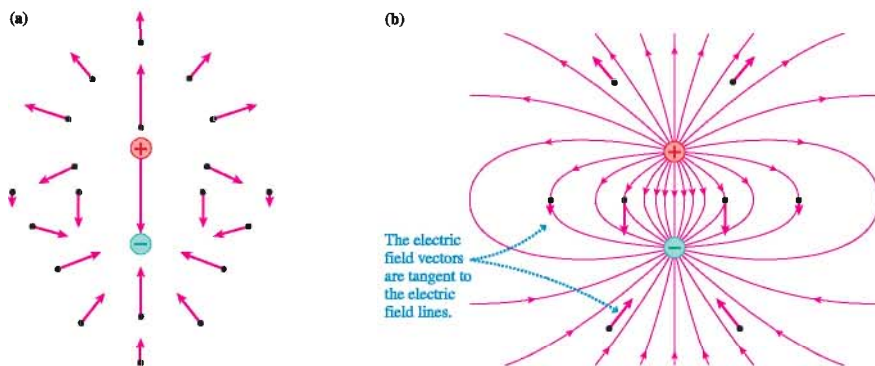 (a)
(b)
+
−
+
−
The electric
field vectors
are tangent to
the electric
field lines.